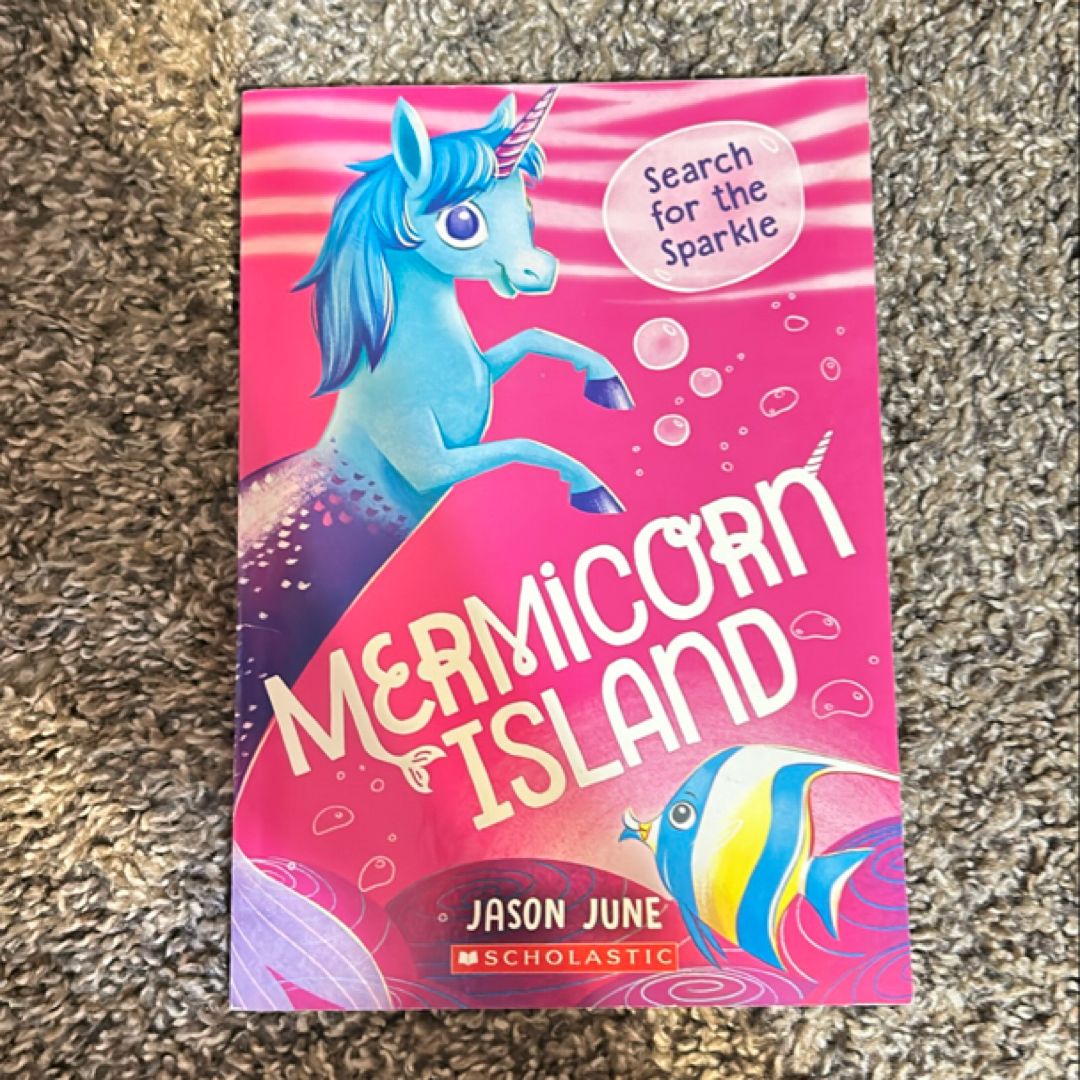 Search
for the
Sparkle
MERMiCORN
ISLAND
JASON JUNE
SCHOLASTIC